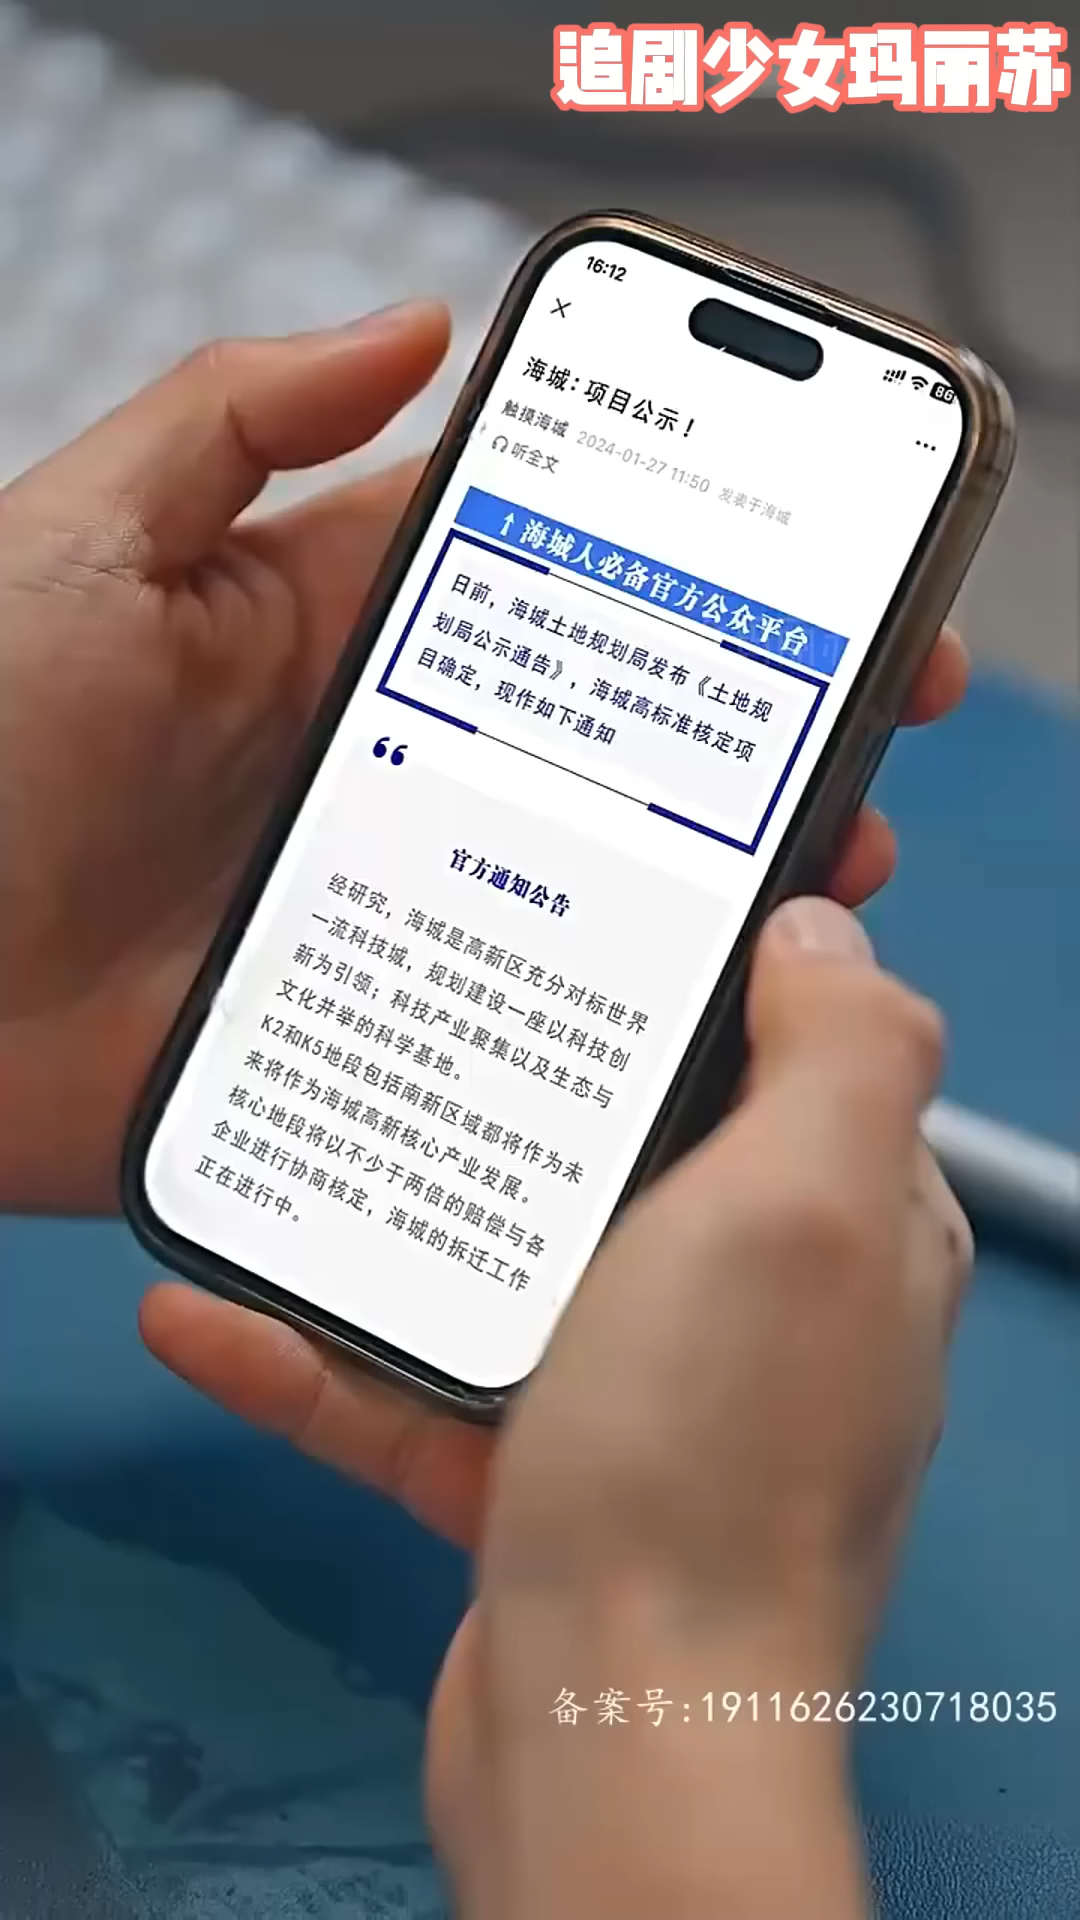 追剧少女玛丽苏
16:12
86
海城：项目公示！
触摸海城 2024-01-27 11:50 发表于海城
听全文
↑海城人必备官方公众平台
日前，海城土地规划局发布《土地规
划局公示通告》，海城高标准核定项
目确定，现作如下通知
官方通知公告
经研究，海城是高新区充分对标世界
一流科技城，规划建设一座以科技创
新为引领；科技产业聚集以及生态与
文化并举的科学基地。
K2和K5地段包括南新区域都将作为未
来将作为海城高新核心产业发展。
核心地段将以不少于两倍的赔偿与各
企业进行协商核定，海城的拆迁工作
正在进行中。
备案号:1911626230718035